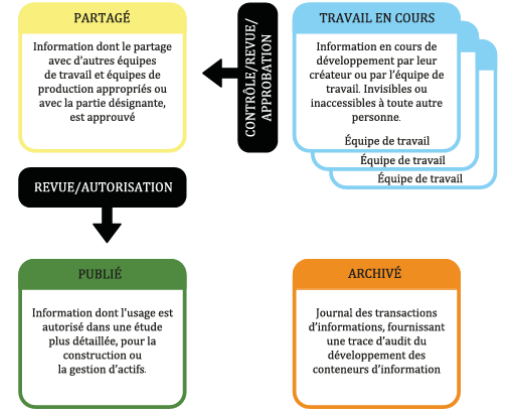 PARTAGÉ
Information dont le partage
avec d'autres équipes
de travail et équipes de
production appropriés ou
avec la partie désignante,
est approuvé
CONTRÔLE/REVUE/
APPROBATION
TRAVAIL EN COURS
Information en cours de
développement par leur
créateur ou par l'équipe de
travail. Invisibles ou
inaccessibles à toute autre
personne.
Équipe de travail
Équipe de travail
Équipe de travail
REVUE/AUTORISATION
PUBLIÉ
Information dont l'usage est
autorisé dans une étude
plus détaillée, pour la
construction ou
la gestion d'actifs.
ARCHIVÉ
Journal des transactions
d'informations, fournissant
une trace d'audit du
développement des
conteneurs d'information